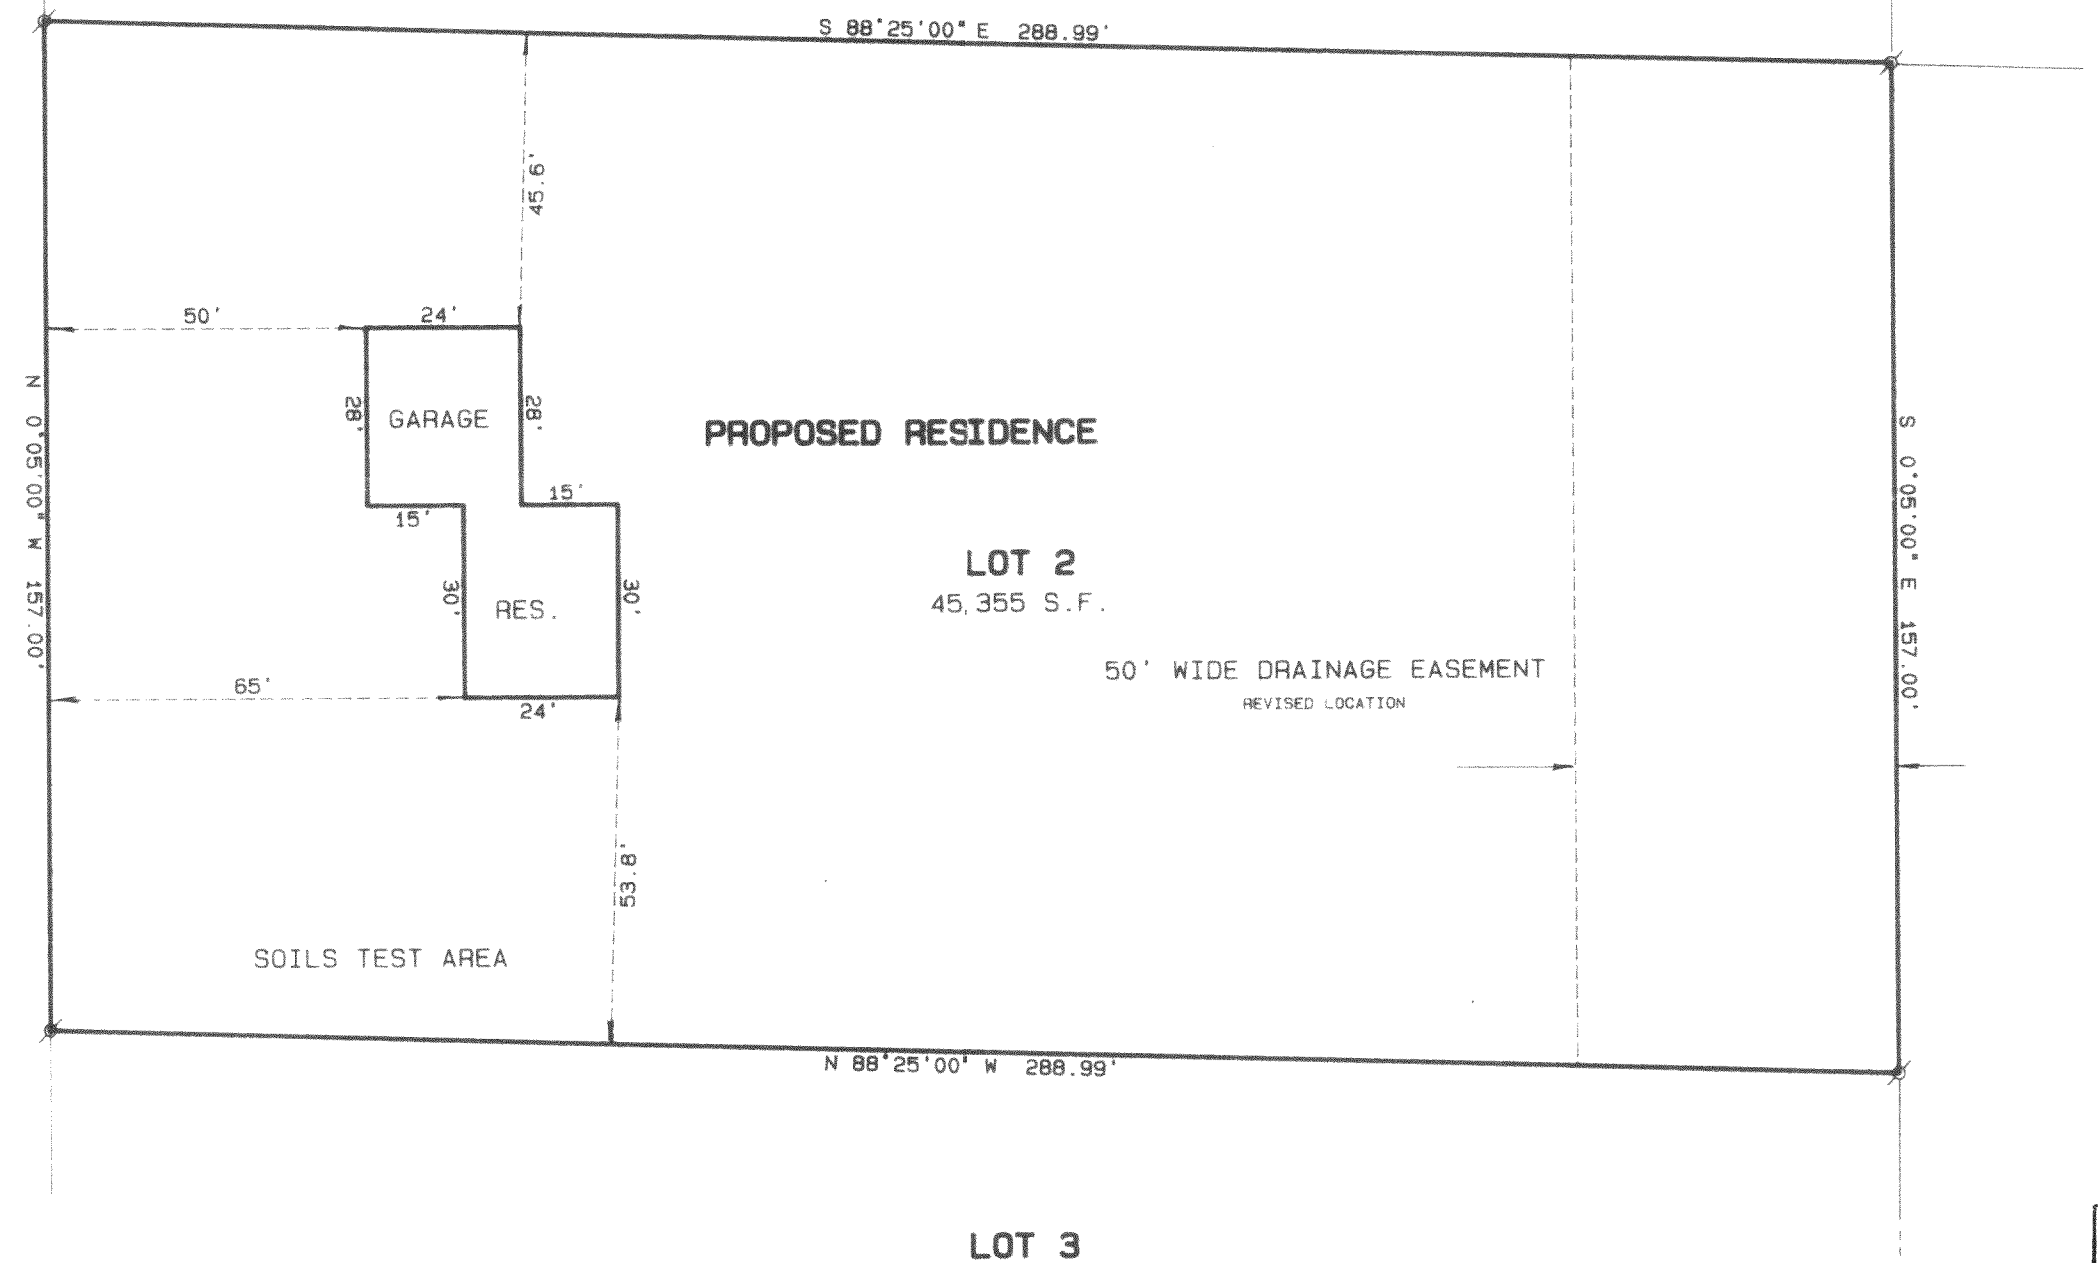 S 88°25'00" E 288.99'
45.6'
50'
24'
28'
GARAGE
28'
PROPOSED RESIDENCE
N 0°05'00" W 157.00'
S 0°05'00" E 157.00'
15'
15'
LOT 2
45,355 S.F.
30'
RES.
30'
50' WIDE DRAINAGE EASEMENT
REVISED LOCATION
65'
24'
53.8'
SOILS TEST AREA
N 88°25'00" W 288.99'
LOT 3